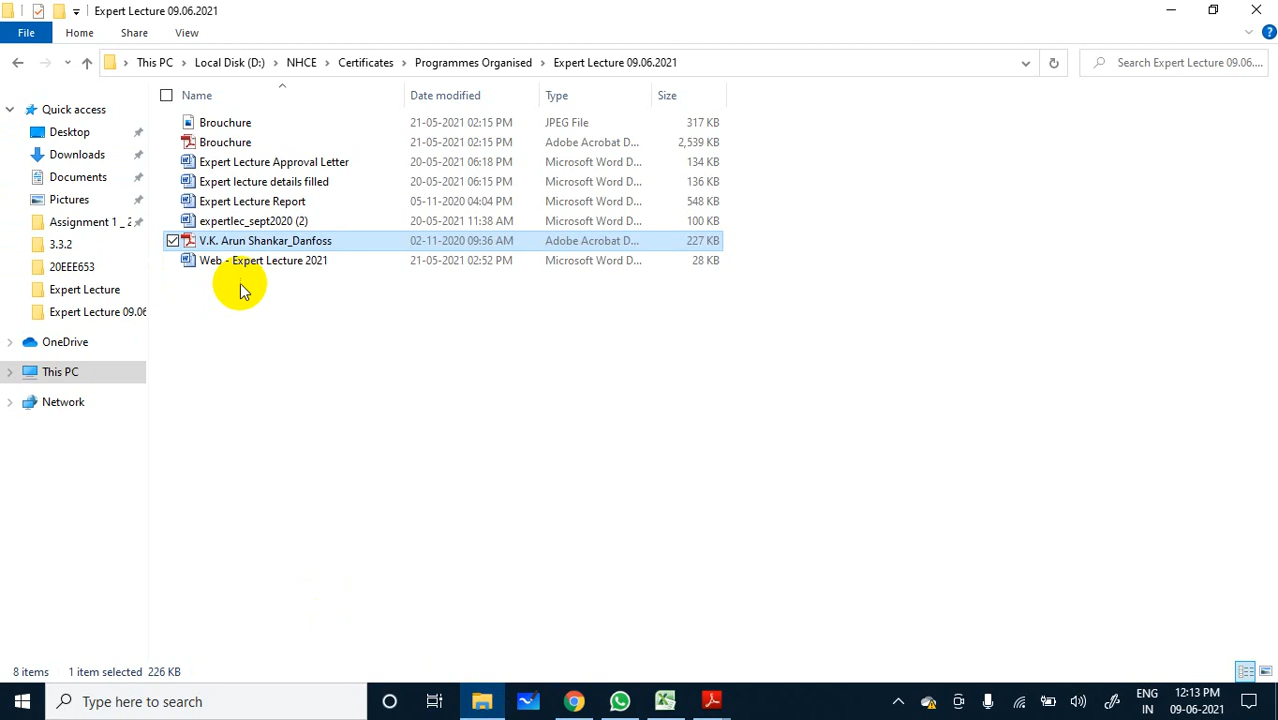 Expert Lecture 09.06.2021
File Home Share View
This PC Local Disk (D:) NHCE Certificates Programmes Organised Expert Lecture 09.06.2021
Search Expert Lecture 09.06....
Name Date modified Type Size
Brouchure 21-05-2021 02:15 PM JPEG File 317 KB
Brouchure 21-05-2021 02:15 PM Adobe Acrobat D... 2,539 KB
Expert Lecture Approval Letter 20-05-2021 06:18 PM Microsoft Word D... 134 KB
Expert lecture details filled 20-05-2021 06:15 PM Microsoft Word D... 136 KB
Expert Lecture Report 05-11-2020 04:04 PM Microsoft Word D... 548 KB
expertlec_sept2020 (2) 20-05-2021 11:38 AM Microsoft Word D... 100 KB
V.K. Arun Shankar_Danfoss 02-11-2020 09:36 AM Adobe Acrobat D... 227 KB
Web - Expert Lecture 2021 21-05-2021 02:52 PM Microsoft Word D... 28 KB
Quick access
Desktop
Downloads
Documents
Pictures
Assignment 1 _ 2
3.3.2
20EEE653
Expert Lecture
Expert Lecture 09.06
OneDrive
This PC
Network
8 items 1 item selected 226 KB
Type here to search
ENG
IN
12:13 PM
09-06-2021